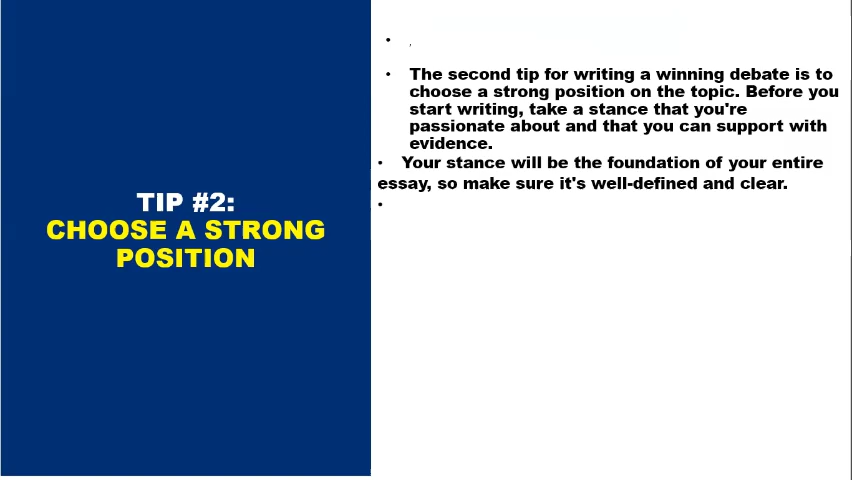 TIP #2:
CHOOSE A STRONG
POSITION
• ,
• The second tip for writing a winning debate is to
choose a strong position on the topic. Before you
start writing, take a stance that you're
passionate about and that you can support with
evidence.
• Your stance will be the foundation of your entire
essay, so make sure it's well-defined and clear.
•